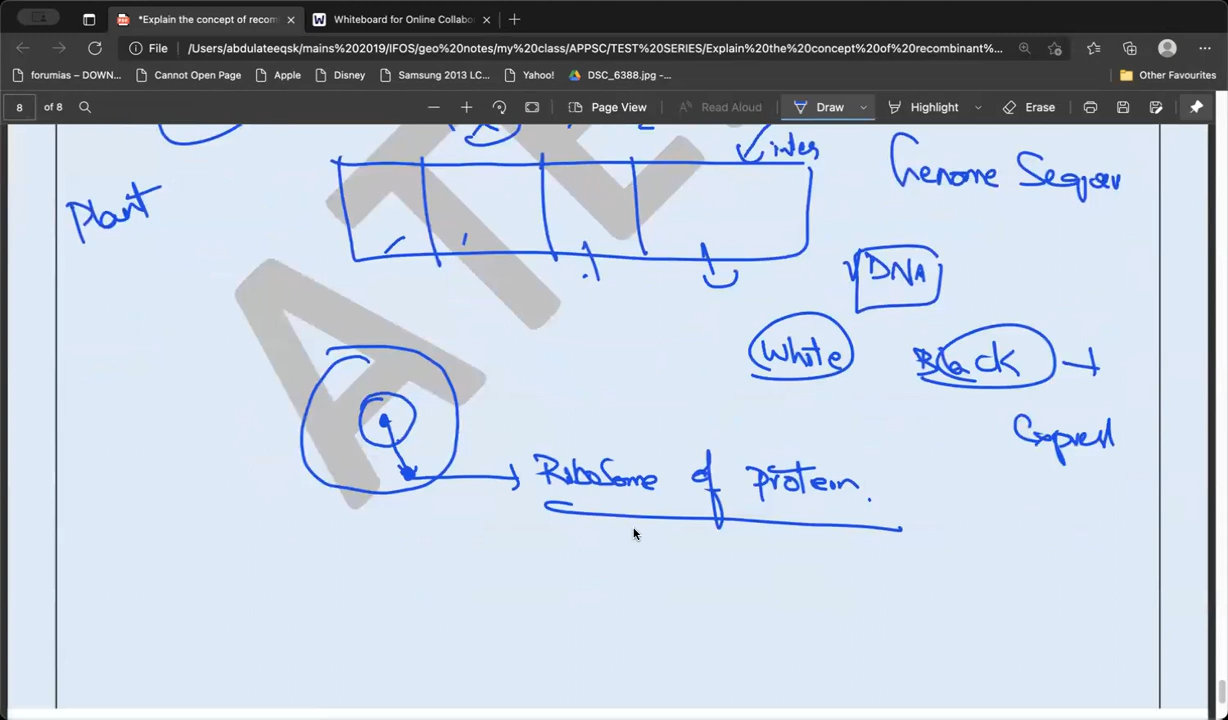 *Explain the concept of recom
Whiteboard for Online Collabo
File /Users/abdulateeqsk/mains%202019/IFOS/geo%20notes/my%20class/APPSC/TEST%20SERIES/Explain%20the%20concept%20of%20recombinant%...
forumias – DOWN... Cannot Open Page Apple Disney Samsung 2013 LC... Yahoo! DSC_6388.jpg -... Other Favourites
8 of 8 Page View Read Aloud Draw Highlight Erase
Genome
Plant
DNA
White Black
Ribosome of protein.
ATE